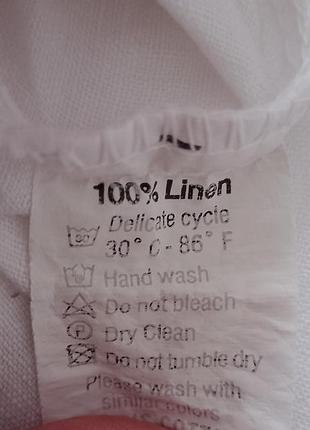 100% Linen
30 Delicate cycle
30° C - 86° F
Hand wash
Do not bleach
P Dry Clean
Do not tumble dry
Please wash with
similar colors